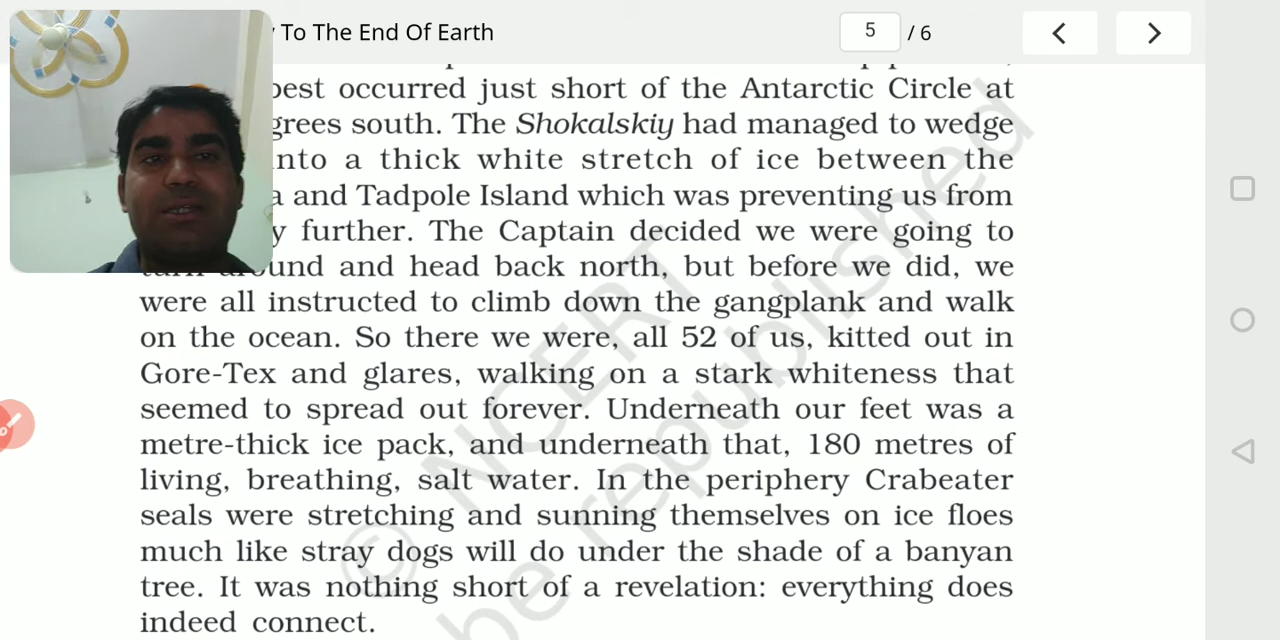 To The End Of Earth
5 / 6
best occurred just short of the Antarctic Circle at
grees south. The Shokalskiy had managed to wedge
into a thick white stretch of ice between the
and Tadpole Island which was preventing us from
further. The Captain decided we were going to
turn around and head back north, but before we did, we
were all instructed to climb down the gangplank and walk
on the ocean. So there we were, all 52 of us, kitted out in
Gore-Tex and glares, walking on a stark whiteness that
seemed to spread out forever. Underneath our feet was a
metre-thick ice pack, and underneath that, 180 metres of
living, breathing, salt water. In the periphery Crabeater
seals were stretching and sunning themselves on ice floes
much like stray dogs will do under the shade of a banyan
tree. It was nothing short of a revelation: everything does
indeed connect.
© NCERT
be republished